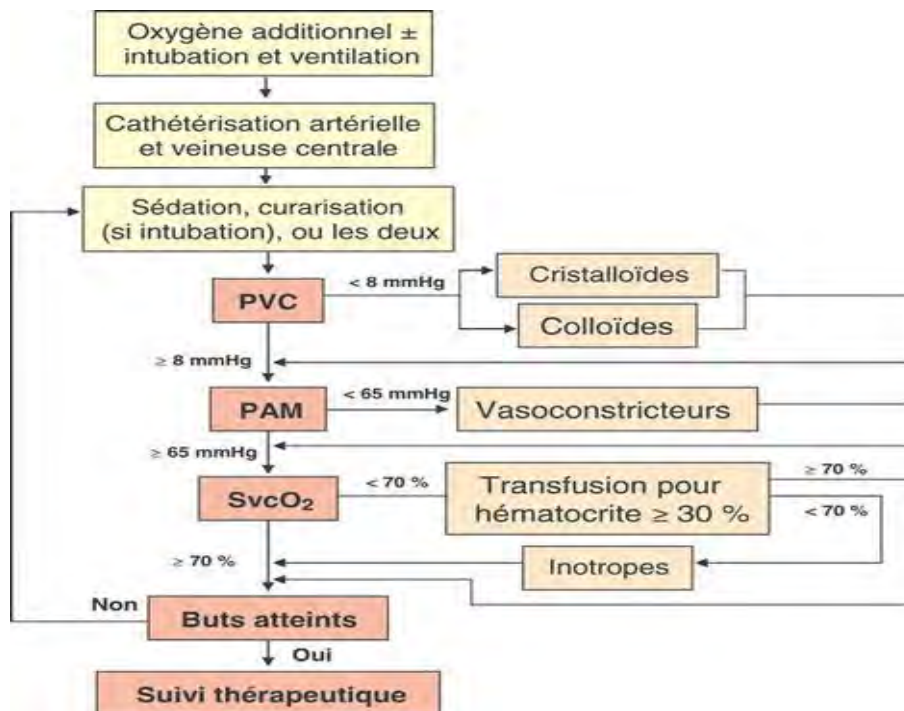 Oxygène additionnel ±
intubation et ventilation
Cathétérisation artérielle
et veineuse centrale
Sédation, curarisation
(si intubation), ou les deux
PVC
< 8 mmHg
Cristalloïdes
Colloïdes
≥ 8 mmHg
PAM
< 65 mmHg
Vasoconstricteurs
≥ 65 mmHg
SvcO₂
< 70 %
Transfusion pour
hématocrite ≥ 30 %
≥ 70 %
< 70 %
≥ 70 %
Inotropes
Non
Buts atteints
Oui
Suivi thérapeutique